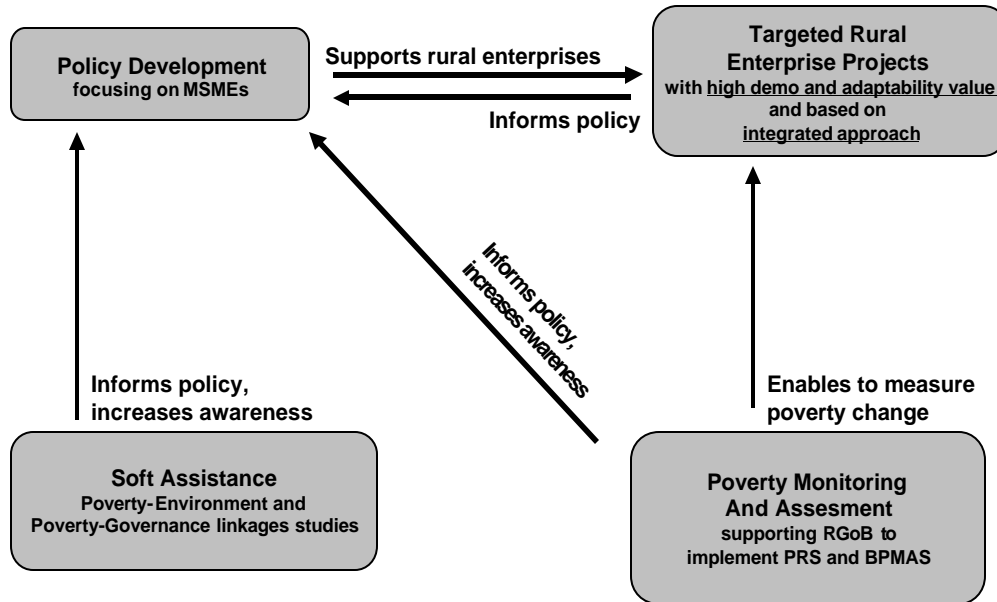 Policy Development
focusing on MSMEs
Supports rural enterprises
Informs policy
Targeted Rural
Enterprise Projects
with high demo and adaptability value
and based on
integrated approach
Informs policy,
increases awareness
Informs policy,
increases awareness
Enables to measure
poverty change
Soft Assistance
Poverty-Environment and
Poverty-Governance linkages studies
Poverty Monitoring
And Assesment
supporting RGoB to
implement PRS and BPMAS